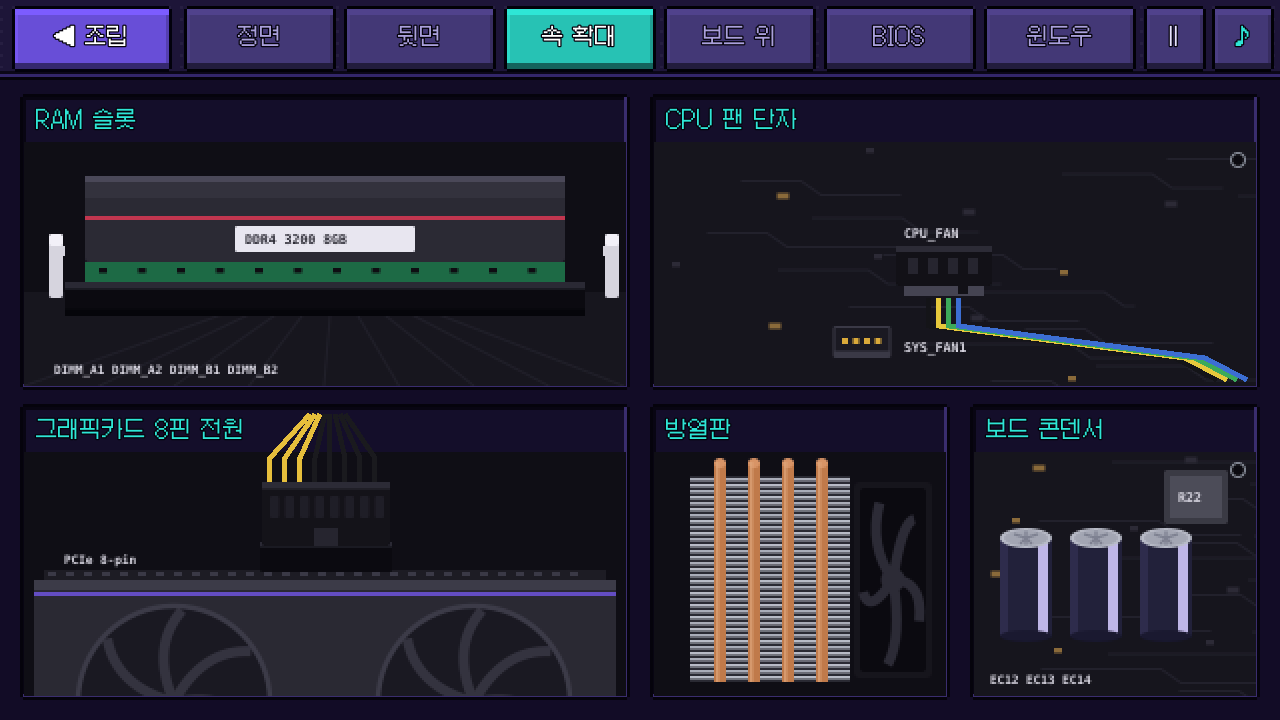 ◀ 조립
정면
뒷면
속 확대
보드 위
BIOS
윈도우
RAM 슬롯
DDR4 3200 8GB
DIMM_A1 DIMM_A2 DIMM_B1 DIMM_B2
CPU 팬 단자
CPU_FAN
SYS_FAN1
그래픽카드 8핀 전원
PCIe 8-pin
방열판
보드 콘덴서
R22
EC12 EC13 EC14